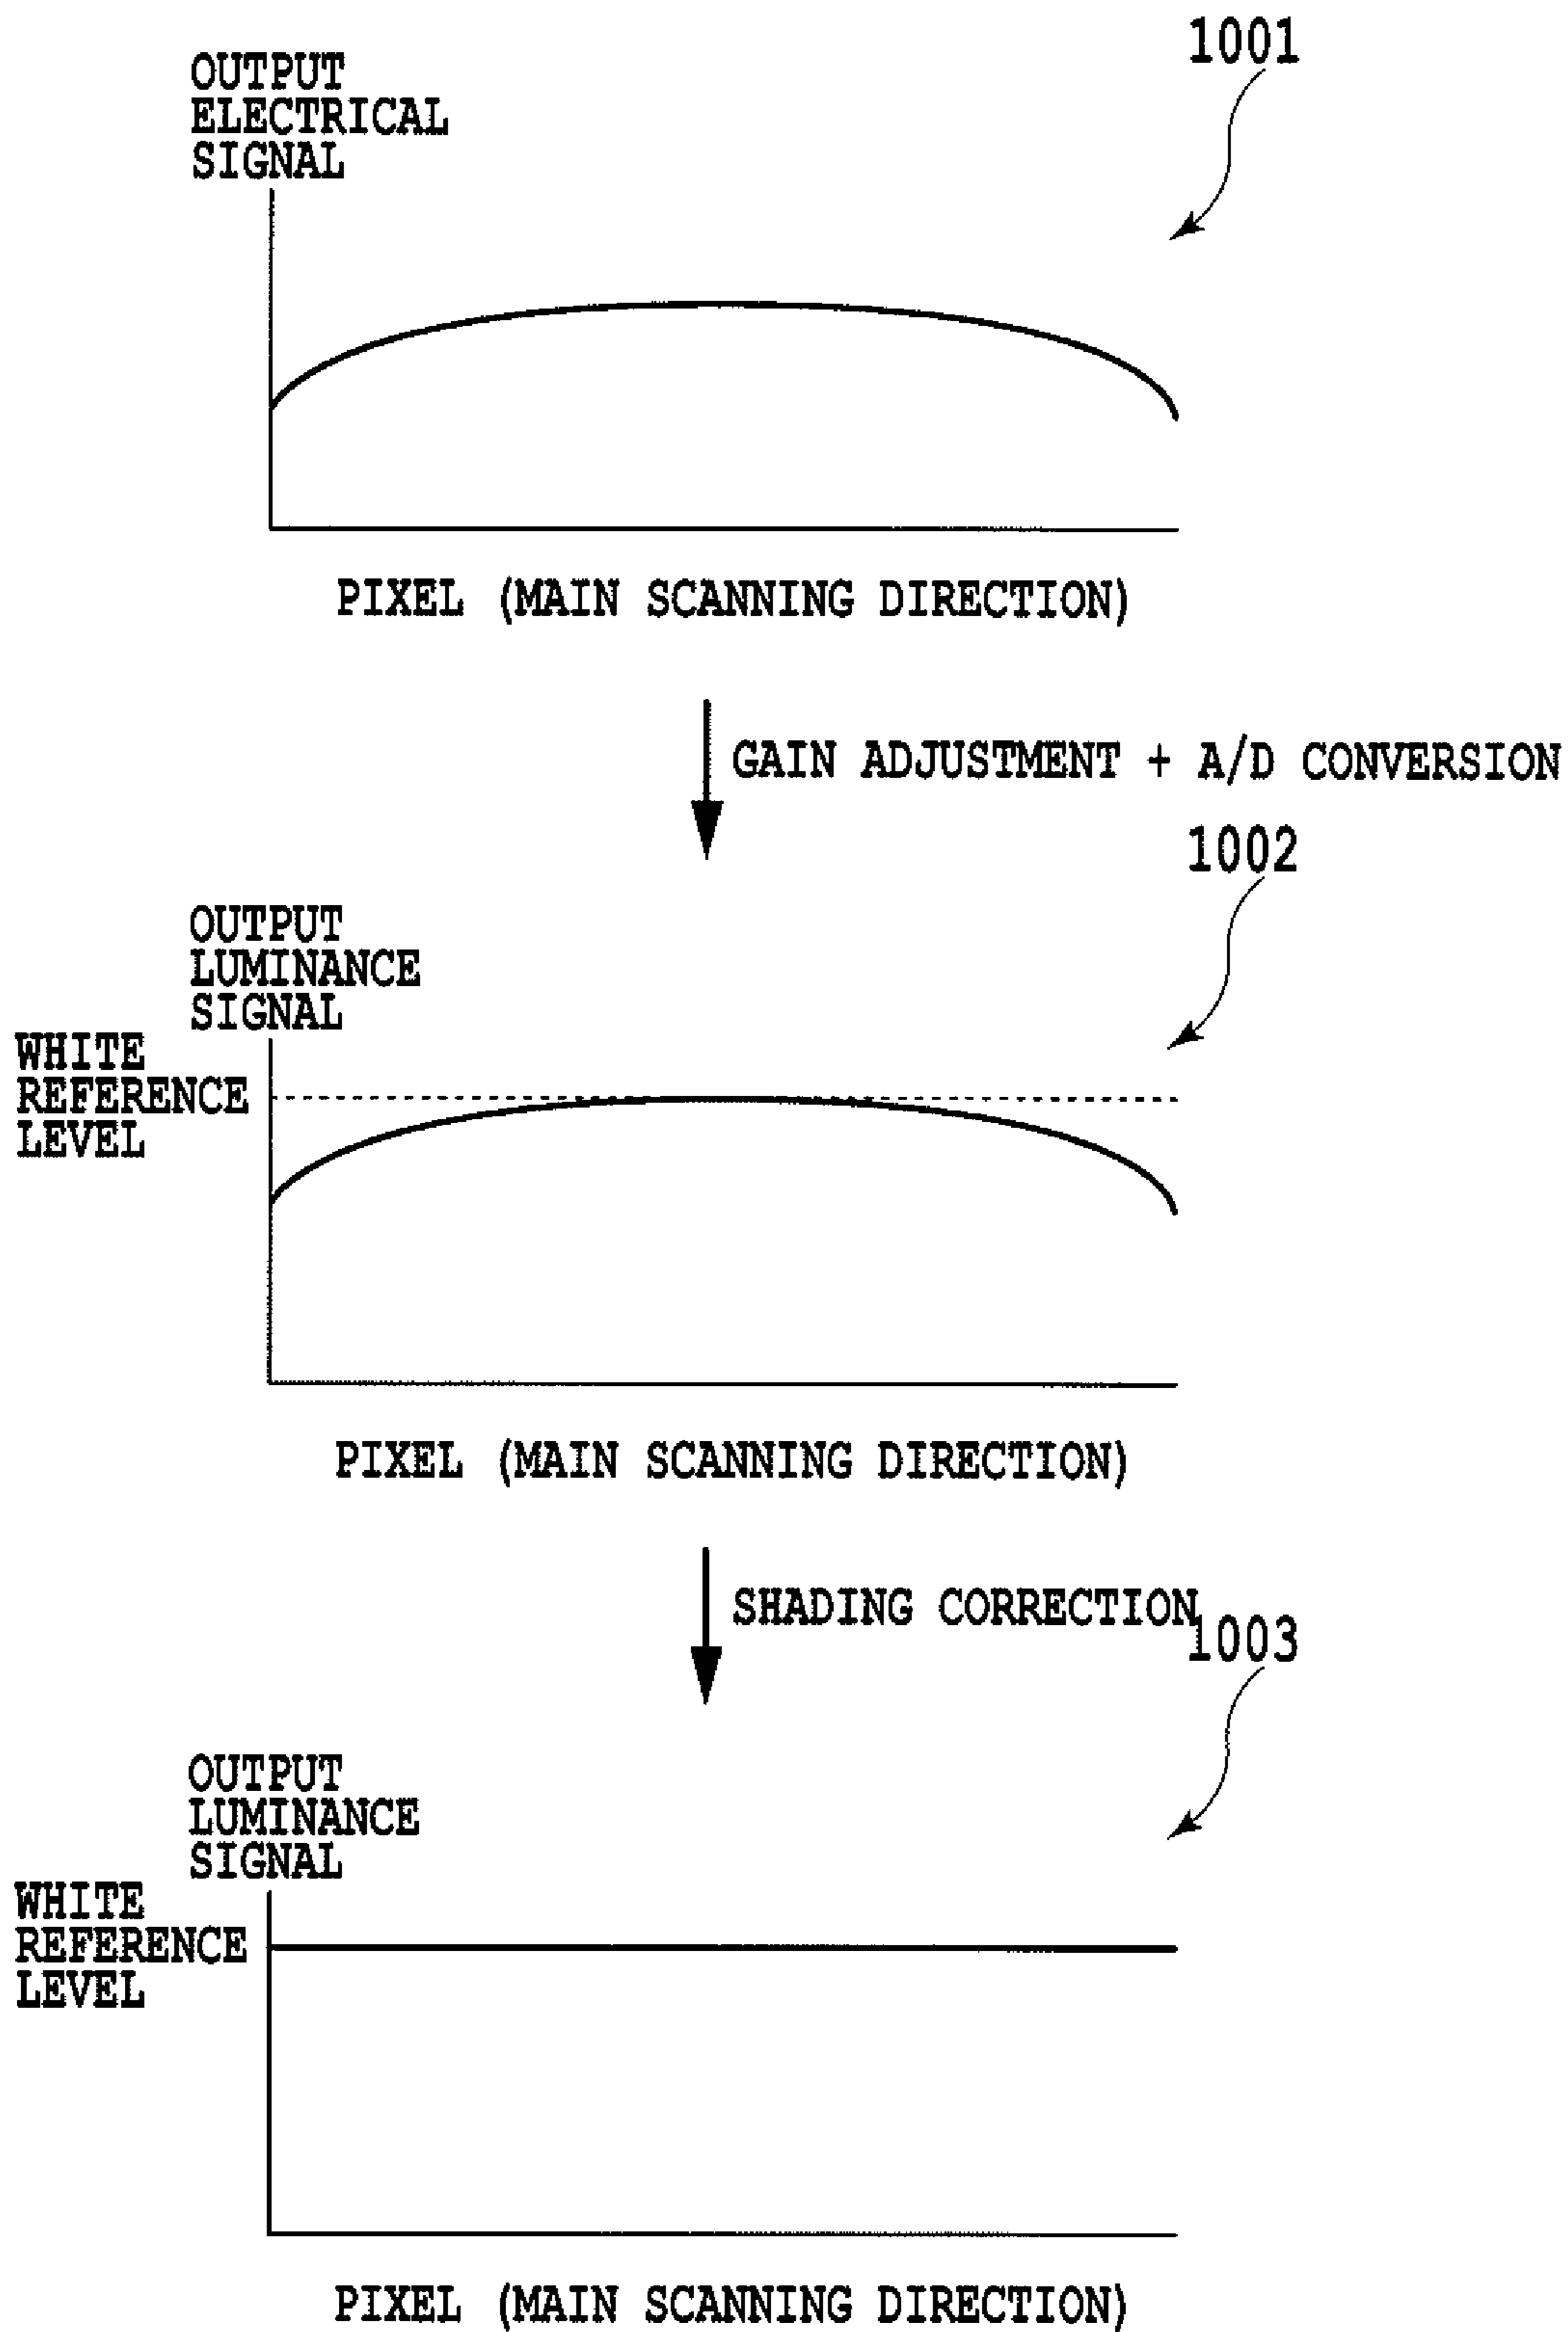 1001
OUTPUT
ELECTRICAL
SIGNAL
PIXEL (MAIN SCANNING DIRECTION)
GAIN ADJUSTMENT + A/D CONVERSION
1002
OUTPUT
LUMINANCE
SIGNAL
WHITE
REFERENCE
LEVEL
PIXEL (MAIN SCANNING DIRECTION)
SHADING CORRECTION
1003
OUTPUT
LUMINANCE
SIGNAL
WHITE
REFERENCE
LEVEL
PIXEL (MAIN SCANNING DIRECTION)